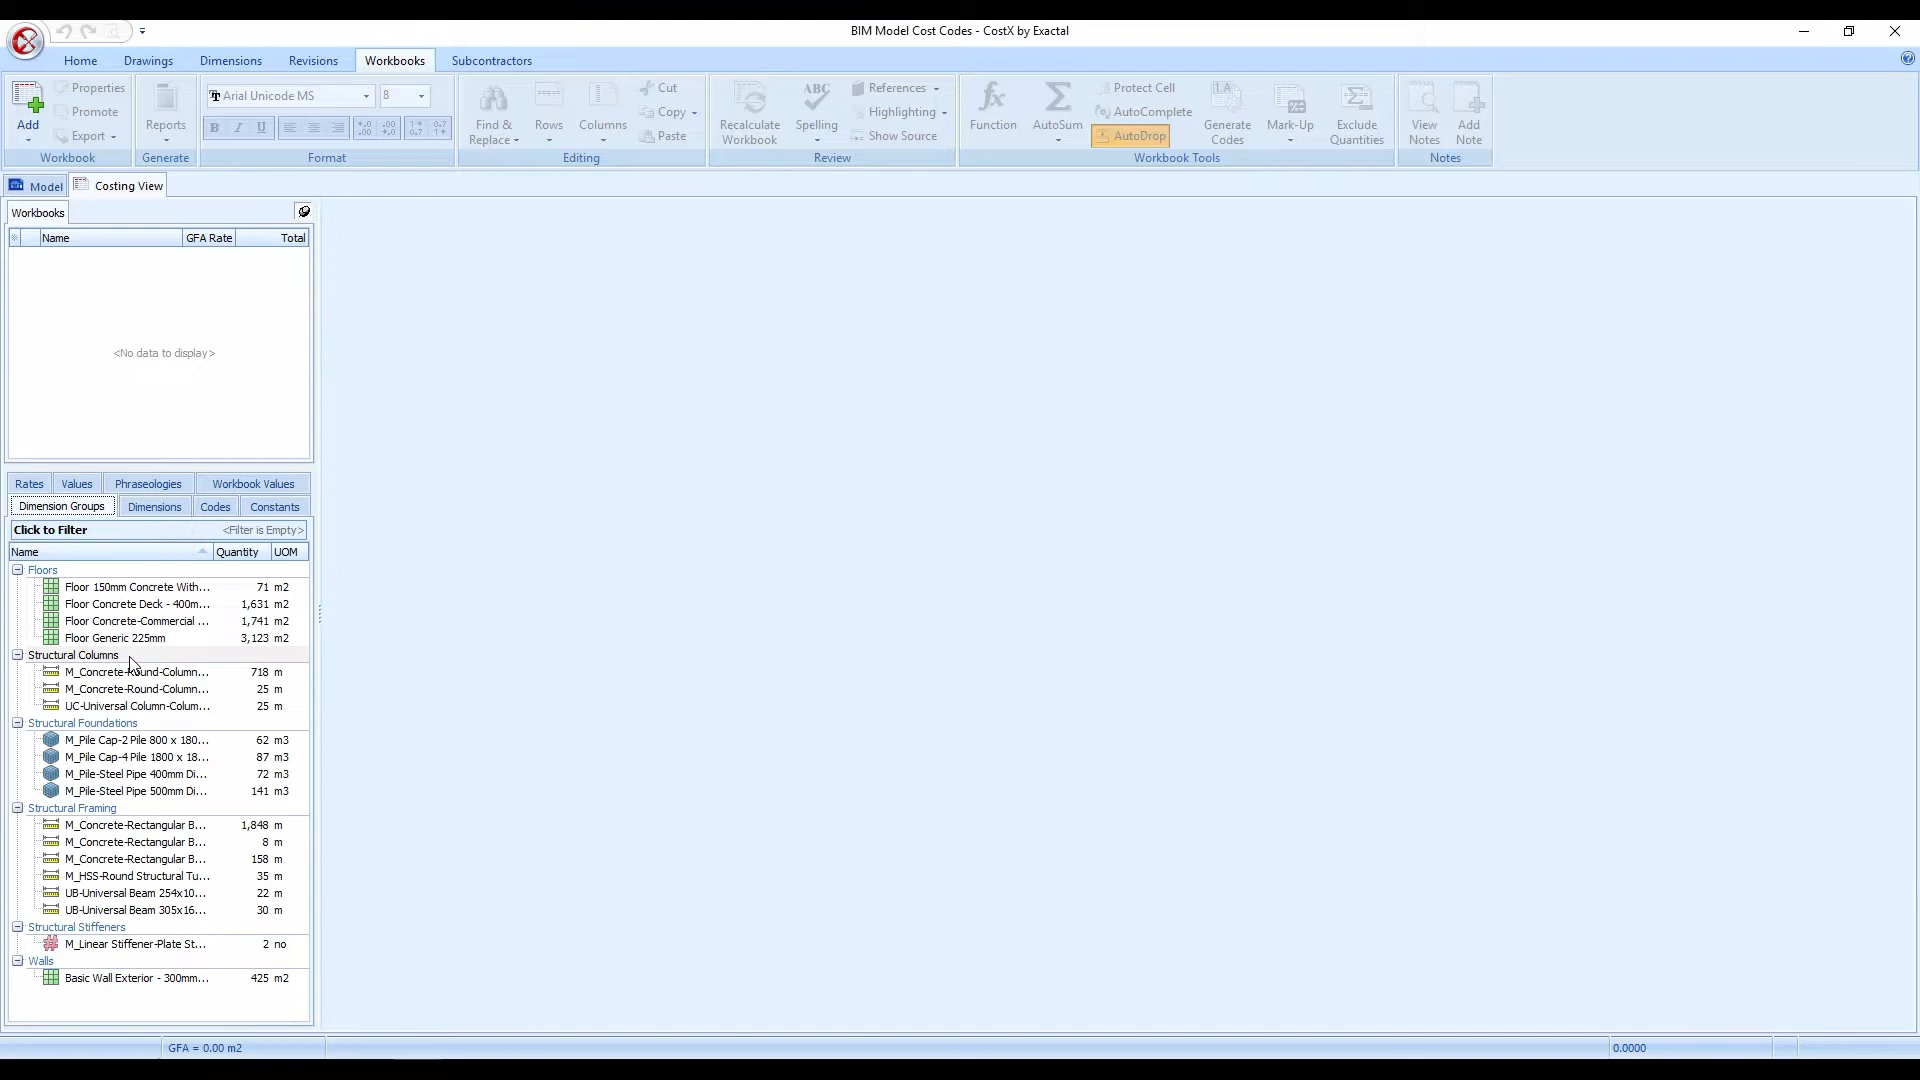 BIM Model Cost Codes - CostX by Exactal
Home Drawings Dimensions Revisions Workbooks Subcontractors
Add Properties Promote Export Workbook
Reports Generate
Arial Unicode MS 8
B I U
Format
Find & Replace Rows Columns Cut Copy Paste
Editing
Recalculate Workbook ABC Spelling References Highlighting Show Source
Review
Function AutoSum Protect Cell AutoComplete AutoDrop Generate Codes Mark-Up Exclude Quantities
Workbook Tools
View Notes Add Note
Notes
Model Costing View
Workbooks
Name GFA Rate Total
<No data to display>
Rates Values Phraseologies Workbook Values
Dimension Groups Dimensions Codes Constants
Click to Filter <Filter is Empty>
Name Quantity UOM
Floors
Floor 150mm Concrete With... 71 m2
Floor Concrete Deck - 400m... 1,631 m2
Floor Concrete-Commercial ... 1,741 m2
Floor Generic 225mm 3,123 m2
Structural Columns
M_Concrete-Round-Column... 718 m
M_Concrete-Round-Column... 25 m
UC-Universal Column-Colum... 25 m
Structural Foundations
M_Pile Cap-2 Pile 800 x 180... 62 m3
M_Pile Cap-4 Pile 1800 x 18... 87 m3
M_Pile-Steel Pipe 400mm Di... 72 m3
M_Pile-Steel Pipe 500mm Di... 141 m3
Structural Framing
M_Concrete-Rectangular B... 1,848 m
M_Concrete-Rectangular B... 8 m
M_Concrete-Rectangular B... 158 m
M_HSS-Round Structural Tu... 35 m
UB-Universal Beam 254x10... 22 m
UB-Universal Beam 305x16... 30 m
Structural Stiffeners
M_Linear Stiffener-Plate St... 2 no
Walls
Basic Wall Exterior - 300mm... 425 m2
GFA = 0.00 m2 0.0000